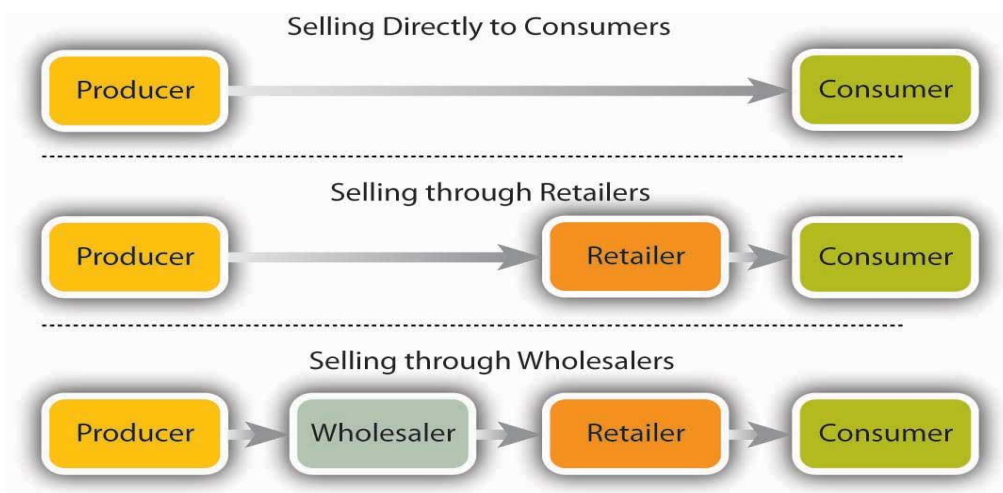 Selling Directly to Consumers
Producer
Consumer
Selling through Retailers
Producer
Retailer
Consumer
Selling through Wholesalers
Producer
Wholesaler
Retailer
Consumer